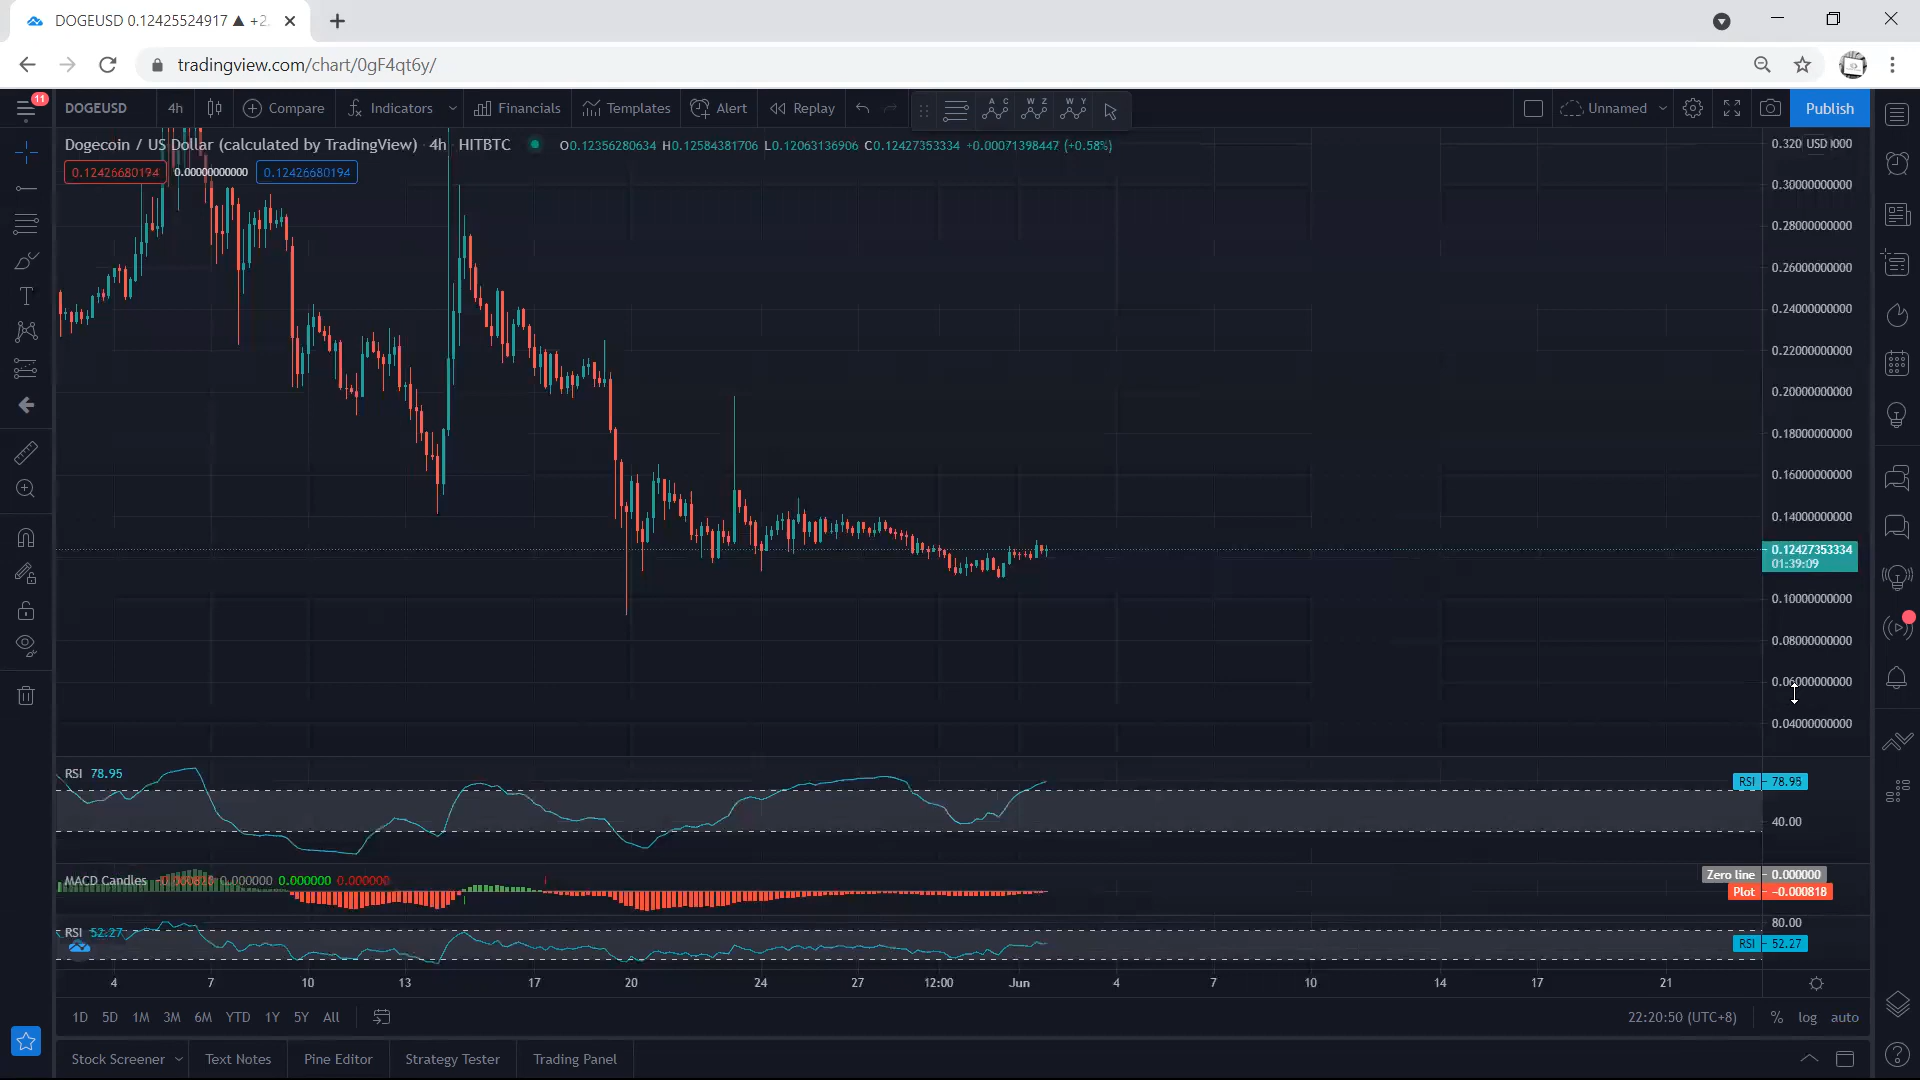 DOGEUSD 0.12425524917 ▲ +2.
tradingview.com/chart/0gF4qt6y/
11
DOGEUSD 4h Compare Indicators Financials Templates Alert Replay A C W Z W Y Unnamed Publish
Dogecoin / US Dollar (calculated by TradingView) · 4h · HITBTC O0.12356280634 H0.12584381706 L0.12063136906 C0.12427353334 +0.00071398447 (+0.58%)
0.12426680194 0.00000000000 0.12426680194
USD
0.30000000000
0.28000000000
0.26000000000
0.24000000000
0.22000000000
0.20000000000
0.18000000000
0.16000000000
0.14000000000
0.12427353334
01:39:09
0.10000000000
0.08000000000
0.06000000000
0.04000000000
RSI 78.95
RSI 78.95
40.00
MACD Candles -0.000828 0.000000 0.000000 0.000000
Zero line 0.000000
Plot -0.000818
80.00
RSI 52.27
RSI 52.27
4 7 10 13 17 20 24 27 12:00 Jun 4 7 10 14 17 21
1D 5D 1M 3M 6M YTD 1Y 5Y All 22:20:50 (UTC+8) % log auto
Stock Screener Text Notes Pine Editor Strategy Tester Trading Panel